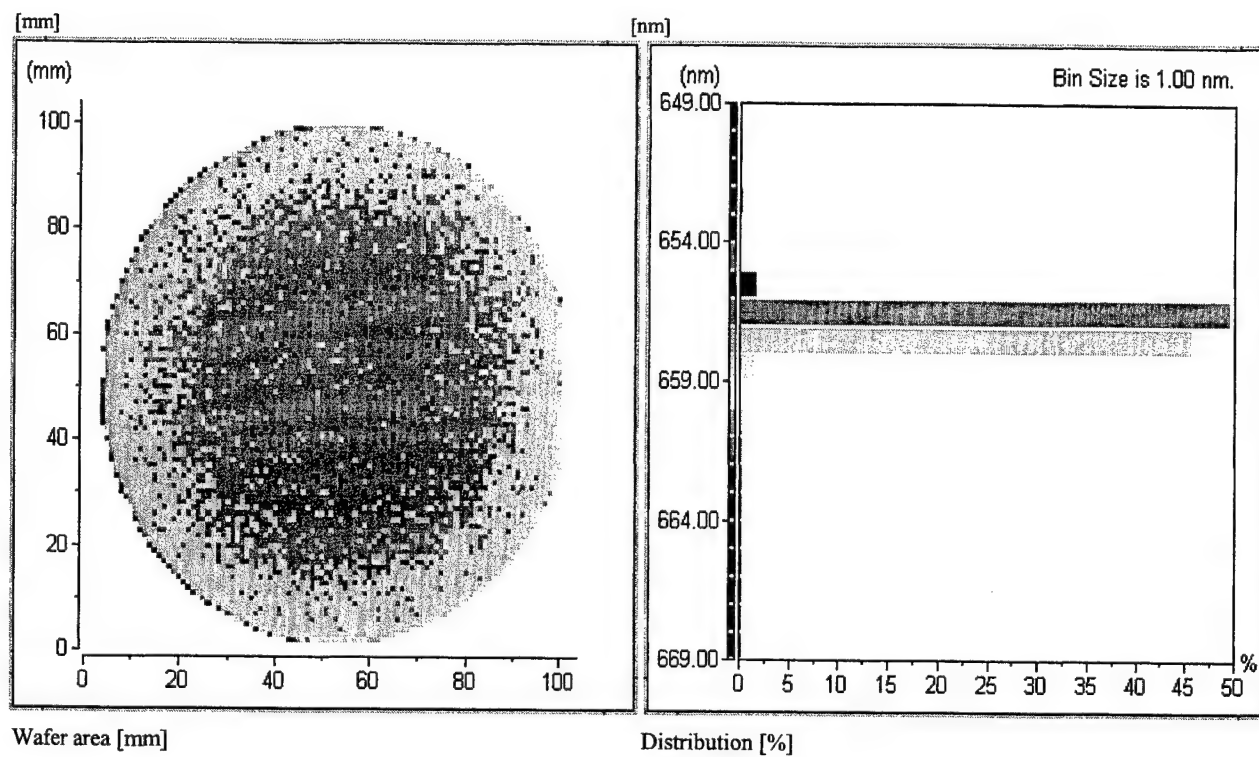 [mm]
[nm]
(mm)
100
80
60
40
20
0
0 20 40 60 80 100
(nm)
Bin Size is 1.00 nm.
649.00
654.00
659.00
664.00
669.00
0 5 10 15 20 25 30 35 40 45 50 %
Wafer area [mm]
Distribution [%]